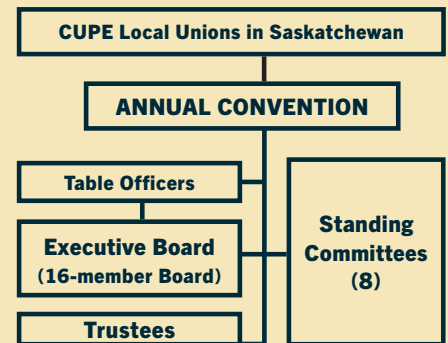 CUPE Local Unions in Saskatchewan
ANNUAL CONVENTION
Table Officers
Executive Board
(16-member Board)
Standing
Committees
(8)
Trustees